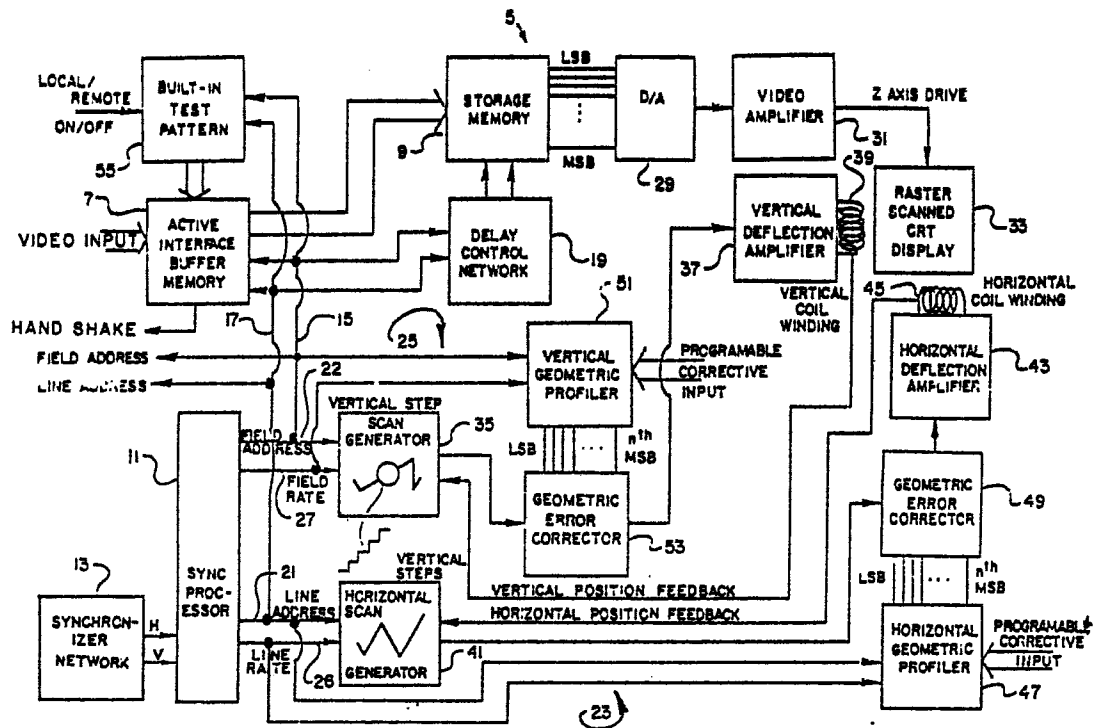 5
LOCAL/
REMOTE
ON/OFF
BUILT-IN
TEST
PATTERN
55
STORAGE
MEMORY
9
LSB
MSB
D/A
29
VIDEO
AMPLIFIER
31
Z AXIS DRIVE
39
RASTER
SCANNED
CRT
DISPLAY
33
7
VIDEO INPUT
ACTIVE
INTERFACE
BUFFER
MEMORY
DELAY
CONTROL
NETWORK
19
VERTICAL
DEFLECTION
AMPLIFIER
37
VERTICAL
COIL
WINDING
45
HORIZONTAL
COIL WINDING
HORIZONTAL
DEFLECTION
AMPLIFIER
43
HAND SHAKE
17
15
25
51
FIELD ADDRESS
LINE ADDRESS
22
VERTICAL
GEOMETRIC
PROFILER
PROGRAMABLE
CORRECTIVE
INPUT
VERTICAL STEP
SCAN
GENERATOR
35
FIELD
ADDRESS
FIELD
RATE
27
LSB
nth
MSB
GEOMETRIC
ERROR
CORRECTOR
53
GEOMETRIC
ERROR
CORRECTOR
49
11
SYNC
PROC-
ESSOR
13
SYNCHRON-
IZER
NETWORK
H
V
21
LINE
ADDRESS
LINE
RATE
26
VERTICAL
STEPS
HORIZONTAL
SCAN
GENERATOR
41
VERTICAL POSITION FEEDBACK
HORIZONTAL POSITION FEEDBACK
LSB
nth
MSB
HORIZONTAL
GEOMETRIC
PROFILER
PROGRAMABLE
CORRECTIVE
INPUT
47
23